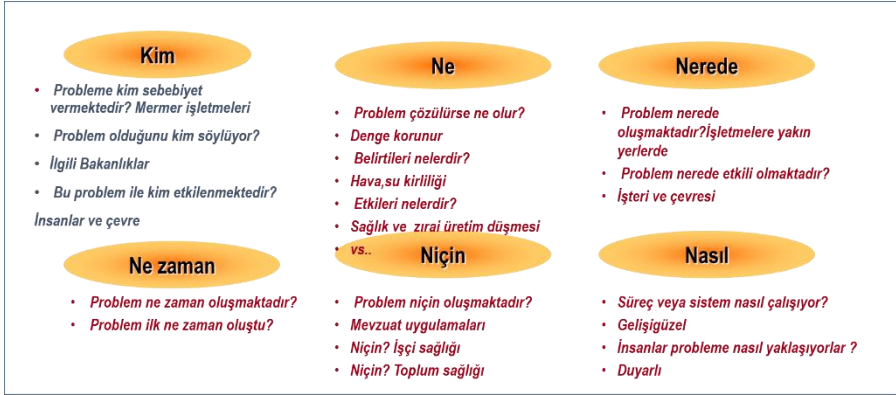 Kim
• Probleme kim sebebiyet
vermektedir? Mermer işletmeleri
• Problem olduğunu kim söylüyor?
• İlgili Bakanlıklar
• Bu problem ile kim etkilenmektedir?
İnsanlar ve çevre
Ne
• Problem çözülürse ne olur?
• Denge korunur
• Belirtileri nelerdir?
• Hava,su kirliliği
• Etkileri nelerdir?
• Sağlık ve zırai üretim düşmesi
• vs..
Nerede
• Problem nerede
oluşmaktadır?İşletmelere yakın
yerlerde
• Problem nerede etkili olmaktadır?
• İşteri ve çevresi
Ne zaman
• Problem ne zaman oluşmaktadır?
• Problem ilk ne zaman oluştu?
Niçin
• Problem niçin oluşmaktadır?
• Mevzuat uygulamaları
• Niçin? İşçi sağlığı
• Niçin? Toplum sağlığı
Nasıl
• Süreç veya sistem nasıl çalışıyor?
• Gelişigüzel
• İnsanlar probleme nasıl yaklaşıyorlar ?
• Duyarlı